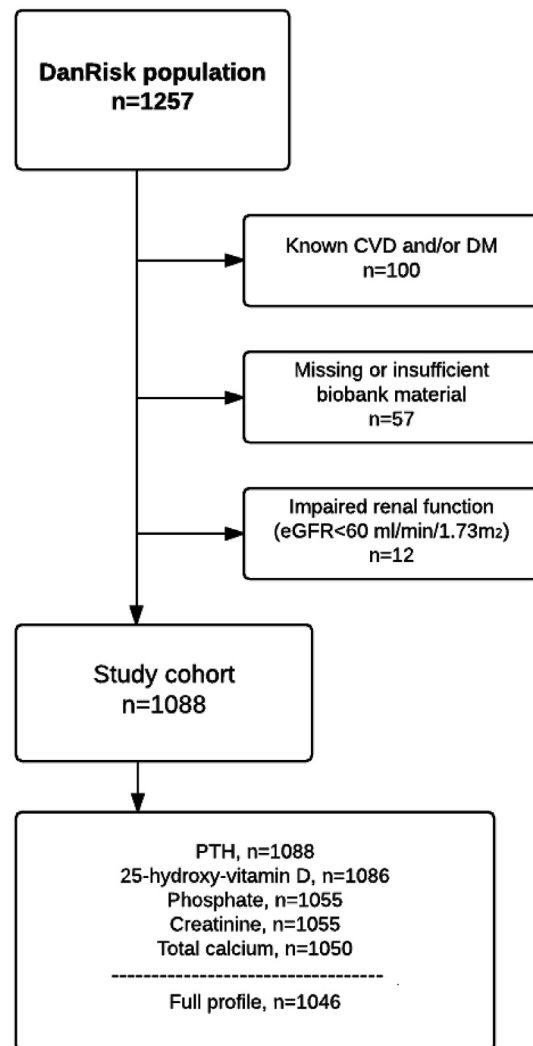 DanRisk population
n=1257
Known CVD and/or DM
n=100
Missing or insufficient
biobank material
n=57
Impaired renal function
(eGFR<60 ml/min/1.73m₂)
n=12
Study cohort
n=1088
PTH, n=1088
25-hydroxy-vitamin D, n=1086
Phosphate, n=1055
Creatinine, n=1055
Total calcium, n=1050
----------------------------------
Full profile, n=1046